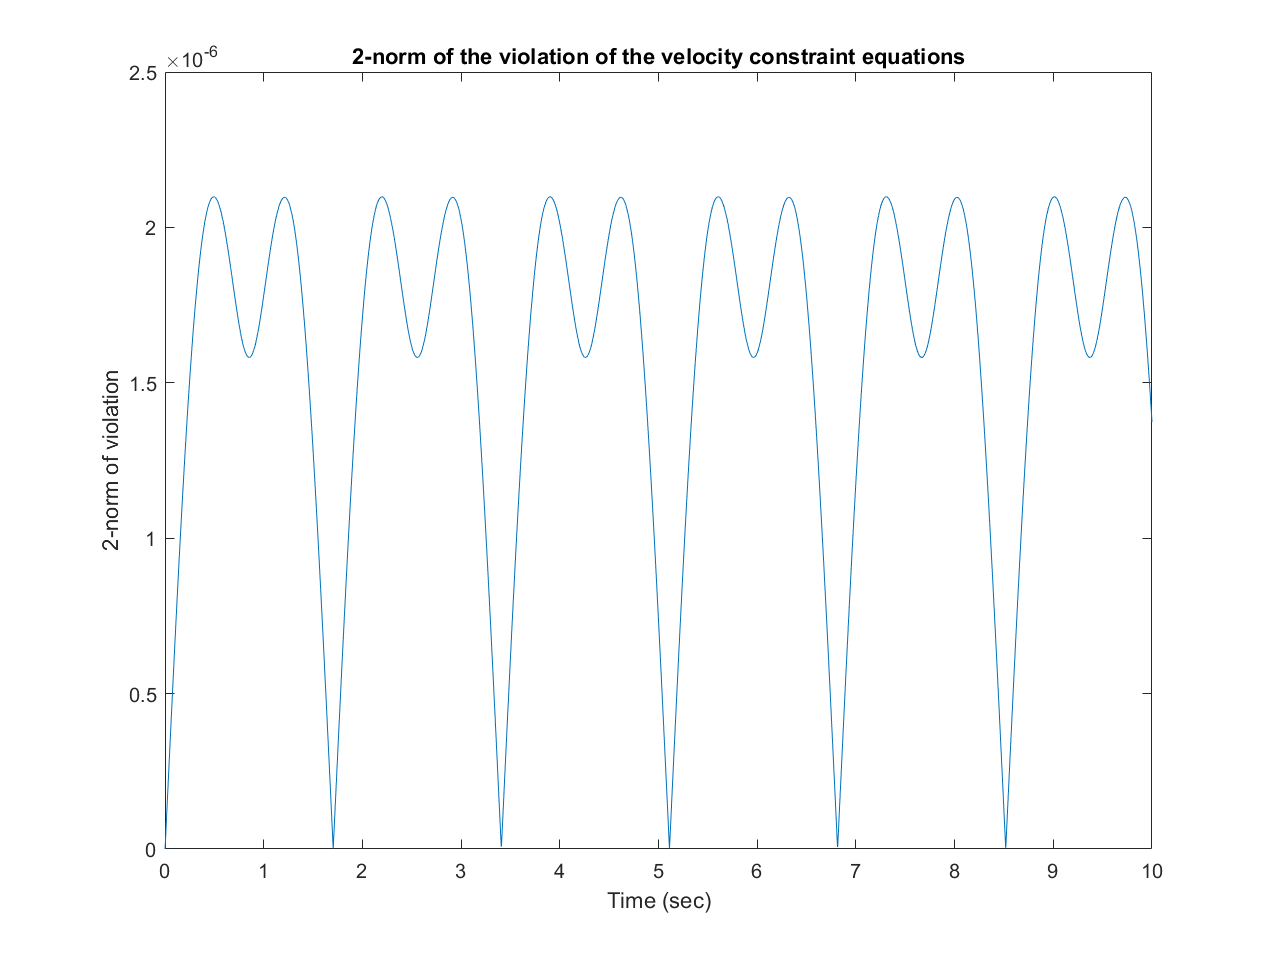 2-norm of the violation of the velocity constraint equations
×10-6
2.5
2
1.5
1
0.5
0
2-norm of violation
0 1 2 3 4 5 6 7 8 9 10
Time (sec)